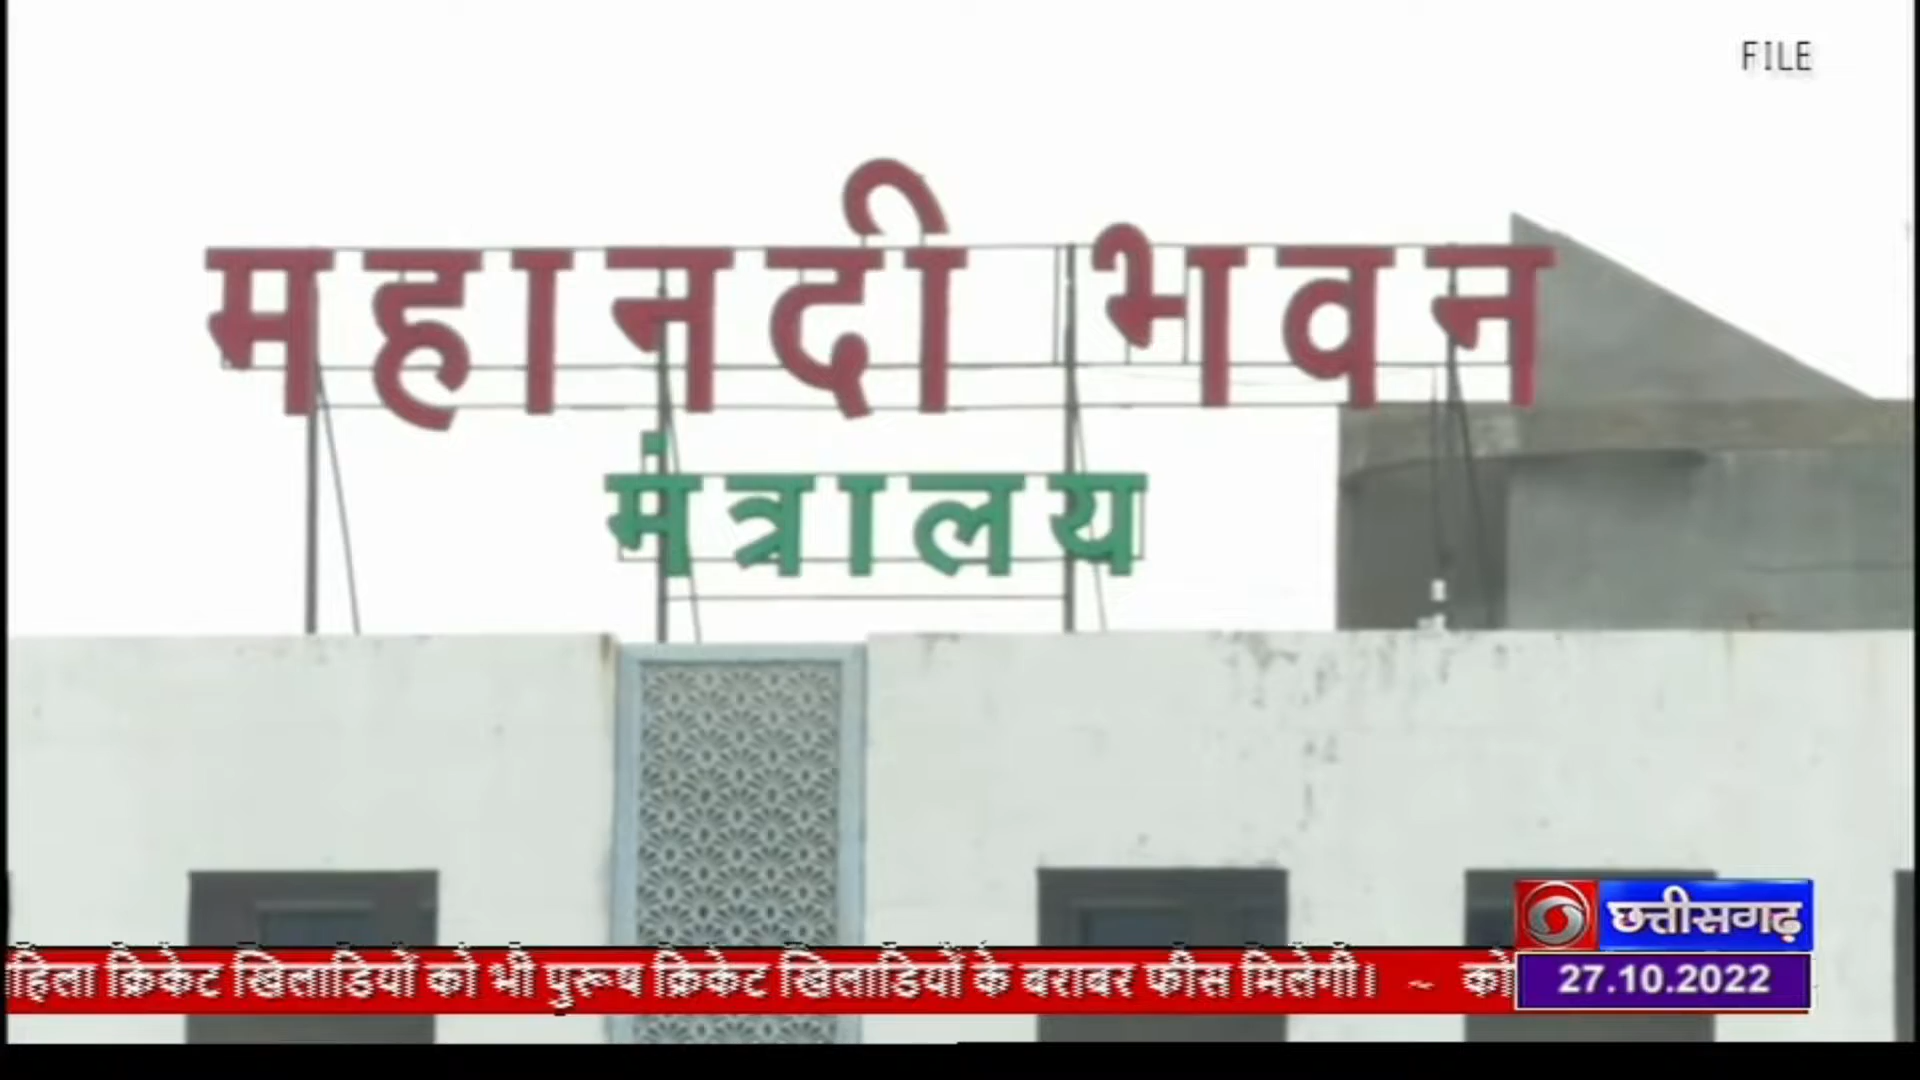 FILE
महानदी भवन
मंत्रालय
छत्तीसगढ़
हिला क्रिकेट खिलाडियों को भी पुरूष क्रिकेट खिलाडियों के बराबर फीस मिलेगी। ~ को
27.10.2022